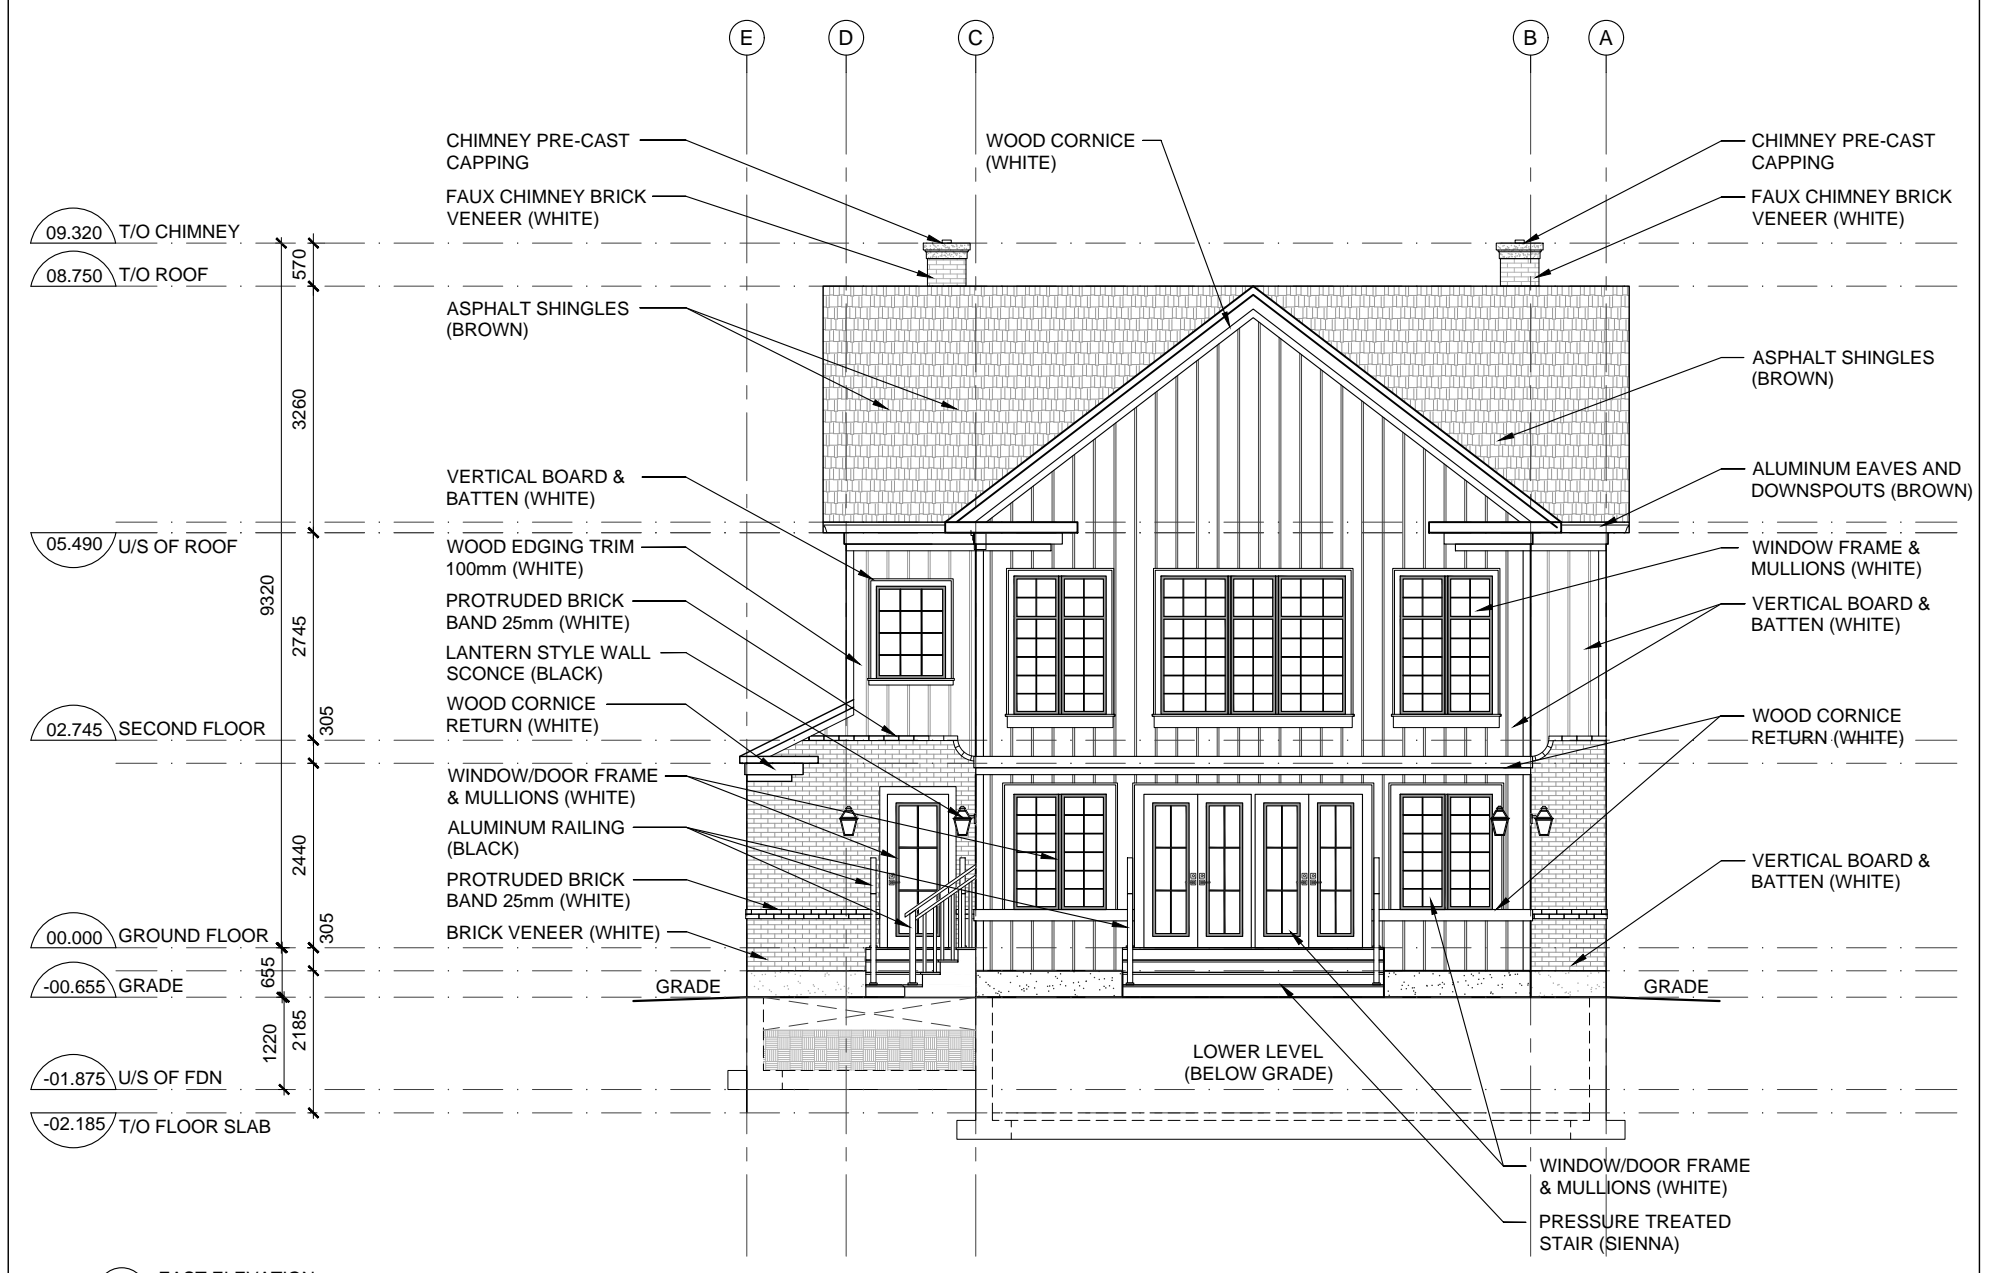 E
D
C
B
A
CHIMNEY PRE-CAST
CAPPING
FAUX CHIMNEY BRICK
VENEER (WHITE)
WOOD CORNICE
(WHITE)
CHIMNEY PRE-CAST
CAPPING
FAUX CHIMNEY BRICK
VENEER (WHITE)
09.320 T/O CHIMNEY
08.750 T/O ROOF
570
3260
ASPHALT SHINGLES
(BROWN)
ASPHALT SHINGLES
(BROWN)
VERTICAL BOARD &
BATTEN (WHITE)
ALUMINUM EAVES AND
DOWNSPOUTS (BROWN)
05.490 U/S OF ROOF
9320
2745
WOOD EDGING TRIM
100mm (WHITE)
PROTRUDED BRICK
BAND 25mm (WHITE)
LANTERN STYLE WALL
SCONCE (BLACK)
WOOD CORNICE
RETURN (WHITE)
WINDOW FRAME &
MULLIONS (WHITE)
VERTICAL BOARD &
BATTEN (WHITE)
WOOD CORNICE
RETURN (WHITE)
02.745 SECOND FLOOR
305
2440
WINDOW/DOOR FRAME
& MULLIONS (WHITE)
ALUMINUM RAILING
(BLACK)
PROTRUDED BRICK
BAND 25mm (WHITE)
BRICK VENEER (WHITE)
VERTICAL BOARD &
BATTEN (WHITE)
00.000 GROUND FLOOR
305
655
-00.655 GRADE
GRADE
GRADE
1220
2185
LOWER LEVEL
(BELOW GRADE)
-01.875 U/S OF FDN
-02.185 T/O FLOOR SLAB
WINDOW/DOOR FRAME
& MULLIONS (WHITE)
PRESSURE TREATED
STAIR (SIENNA)
EAST ELEVATION